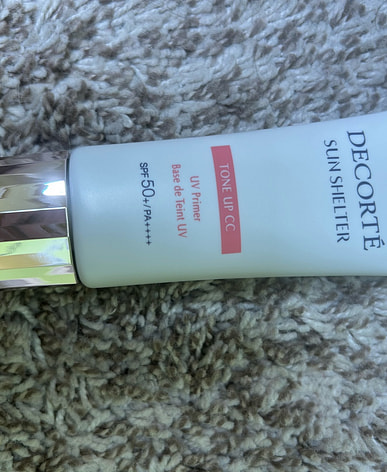 DECORTÉ
SUN SHELTER
TONE UP CC
UV Primer
Base de Teint UV
SPF50+/PA++++